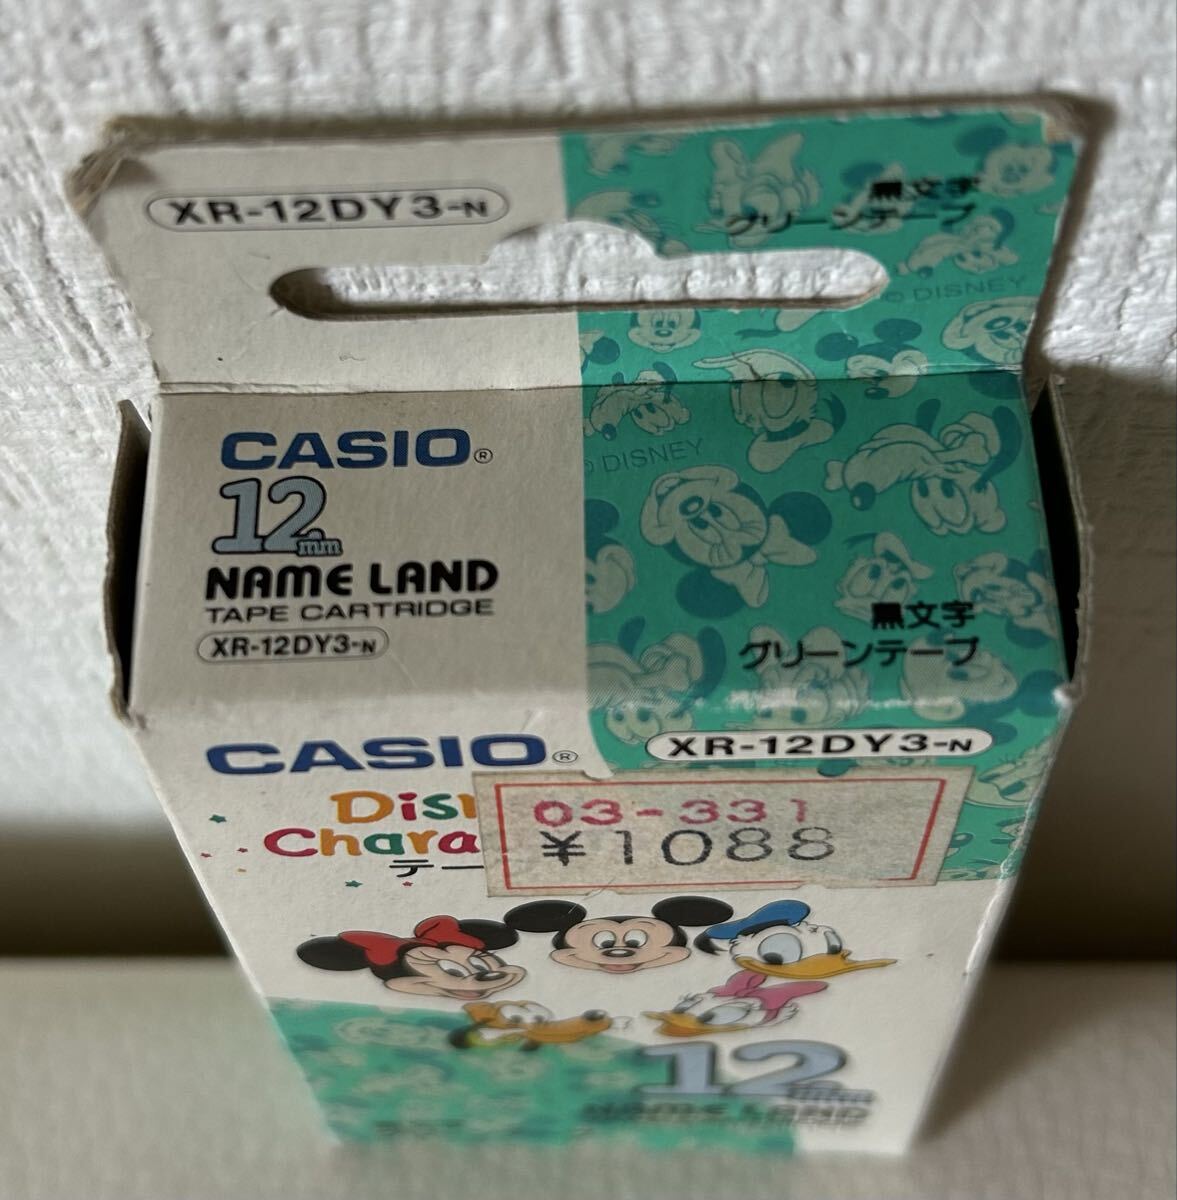 XR-12DY3-N
黒文字
グリーンテープ
© DISNEY
CASIO®
12mm
NAME LAND
TAPE CARTRIDGE
XR-12DY3-N
DISNEY
黒文字
グリーンテープ
CASIO®
XR-12DY3-N
03-331
¥1088
12mm
NAME LAND